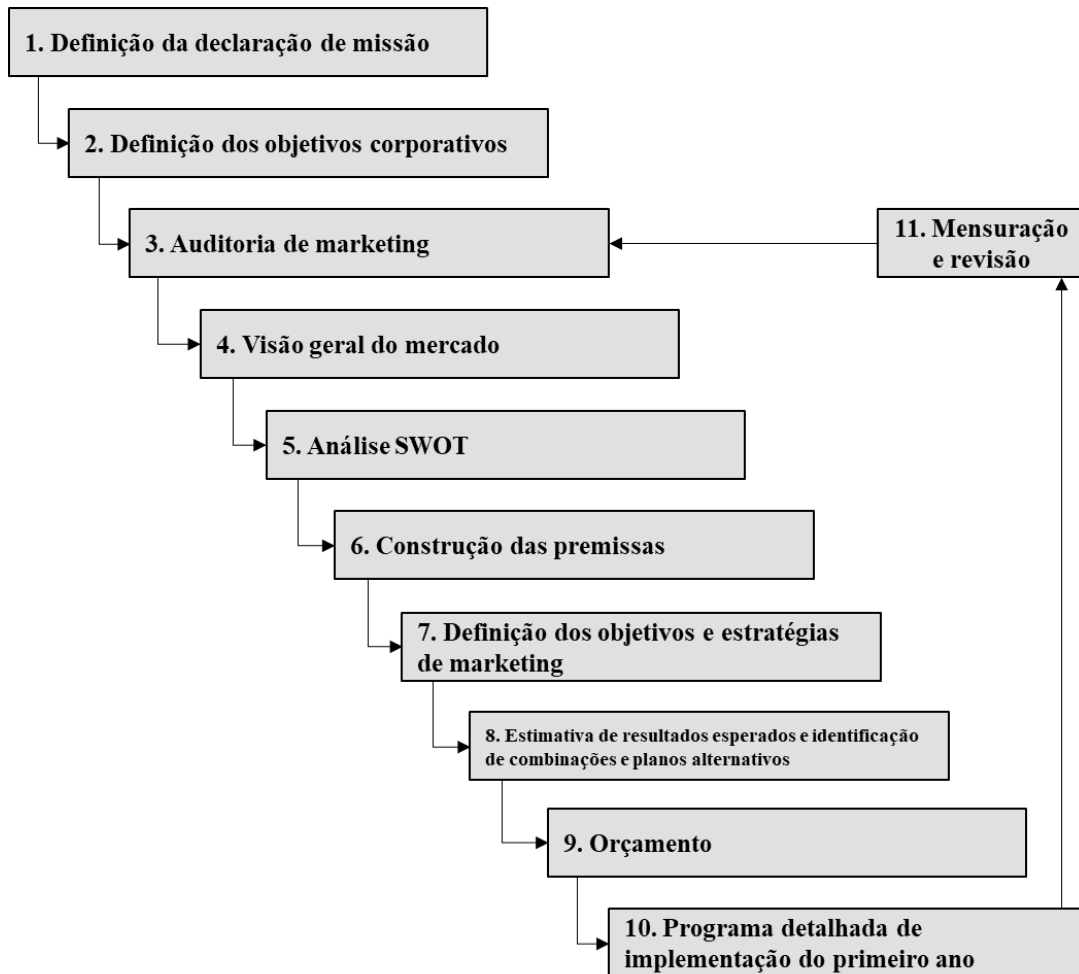 1. Definição da declaração de missão
2. Definição dos objetivos corporativos
3. Auditoria de marketing
11. Mensuração
e revisão
4. Visão geral do mercado
5. Análise SWOT
6. Construção das premissas
7. Definição dos objetivos e estratégias
de marketing
8. Estimativa de resultados esperados e identificação
de combinações e planos alternativos
9. Orçamento
10. Programa detalhada de
implementação do primeiro ano